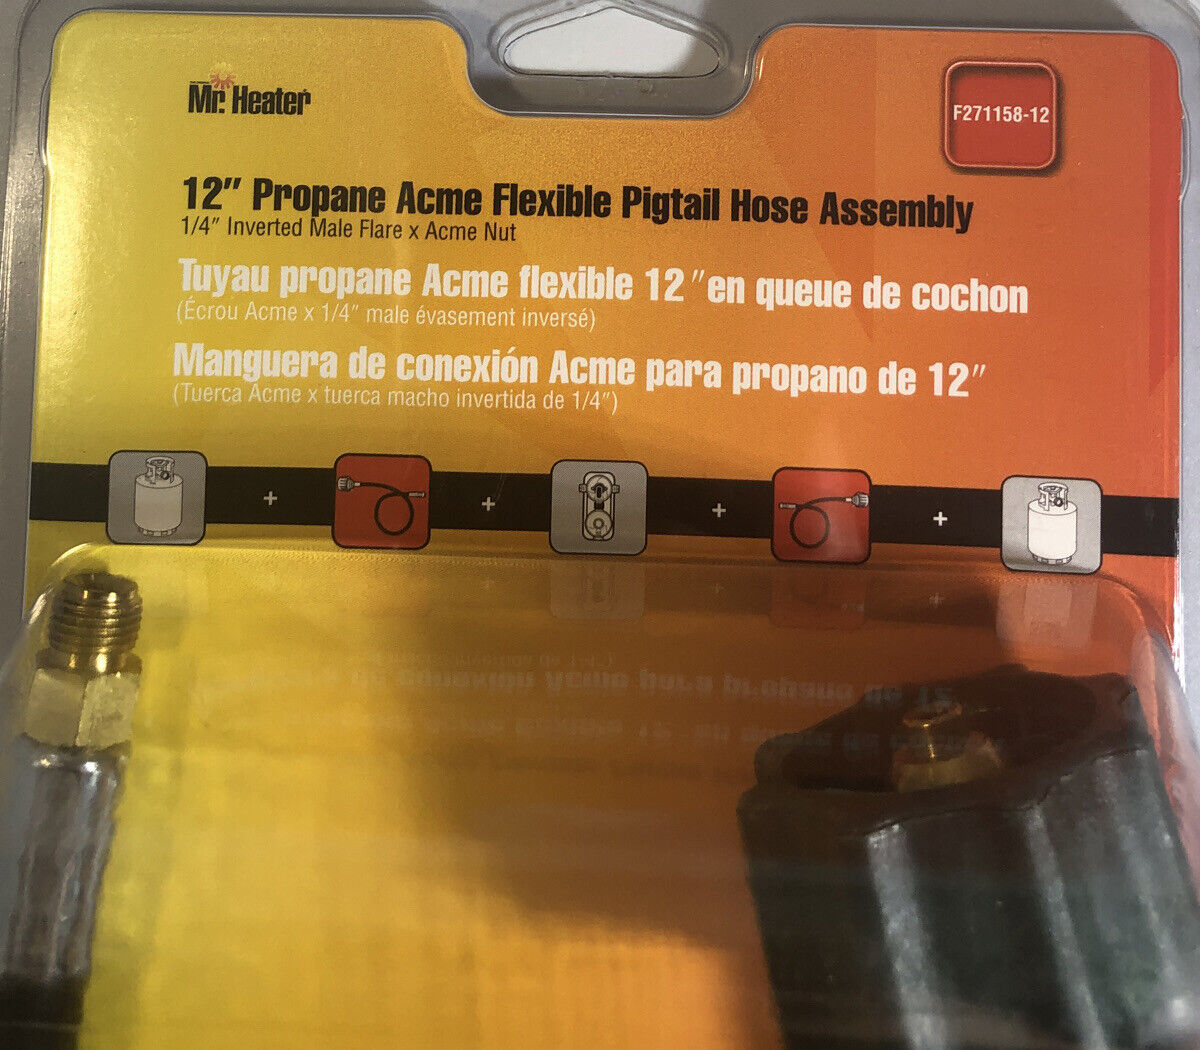 Mr. Heater
F271158-12
12" Propane Acme Flexible Pigtail Hose Assembly
1/4" Inverted Male Flare x Acme Nut
Tuyau propane Acme flexible 12" en queue de cochon
(Écrou Acme x 1/4" male évasement inversé)
Manguera de conexión Acme para propano de 12"
(Tuerca Acme x tuerca macho invertida de 1/4")
+ + + +